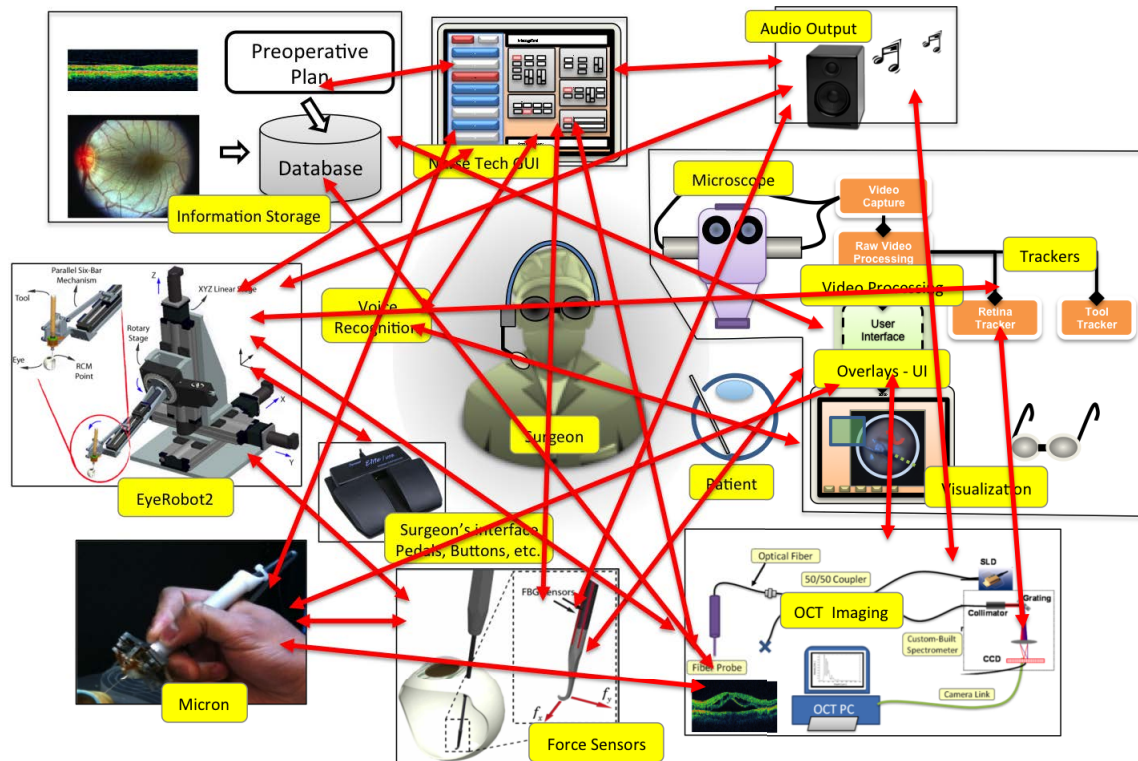 Preoperative
Plan
Database
Information Storage
Nurse Tech GUI
Audio Output
Microscope
Video
Capture
Raw Video
Processing
Trackers
Video Processing
User
Interface
Retina
Tracker
Tool
Tracker
Overlays - UI
Visualization
Voice
Recognition
Surgeon
Patient
Parallel Six-Bar
Mechanism
Tool
XYZ Linear Stage
Rotary
Stage
Eye
RCM
Point
Z
X
Y
EyeRobot2
Surgeon's interface
Pedals, Buttons, etc.
Micron
FBG Sensors
fx
fy
Force Sensors
Optical Fiber
50/50 Coupler
SLD
OCT Imaging
Collimator
Grating
Custom-Built
Spectrometer
CCD
Fiber Probe
Camera Link
OCT PC